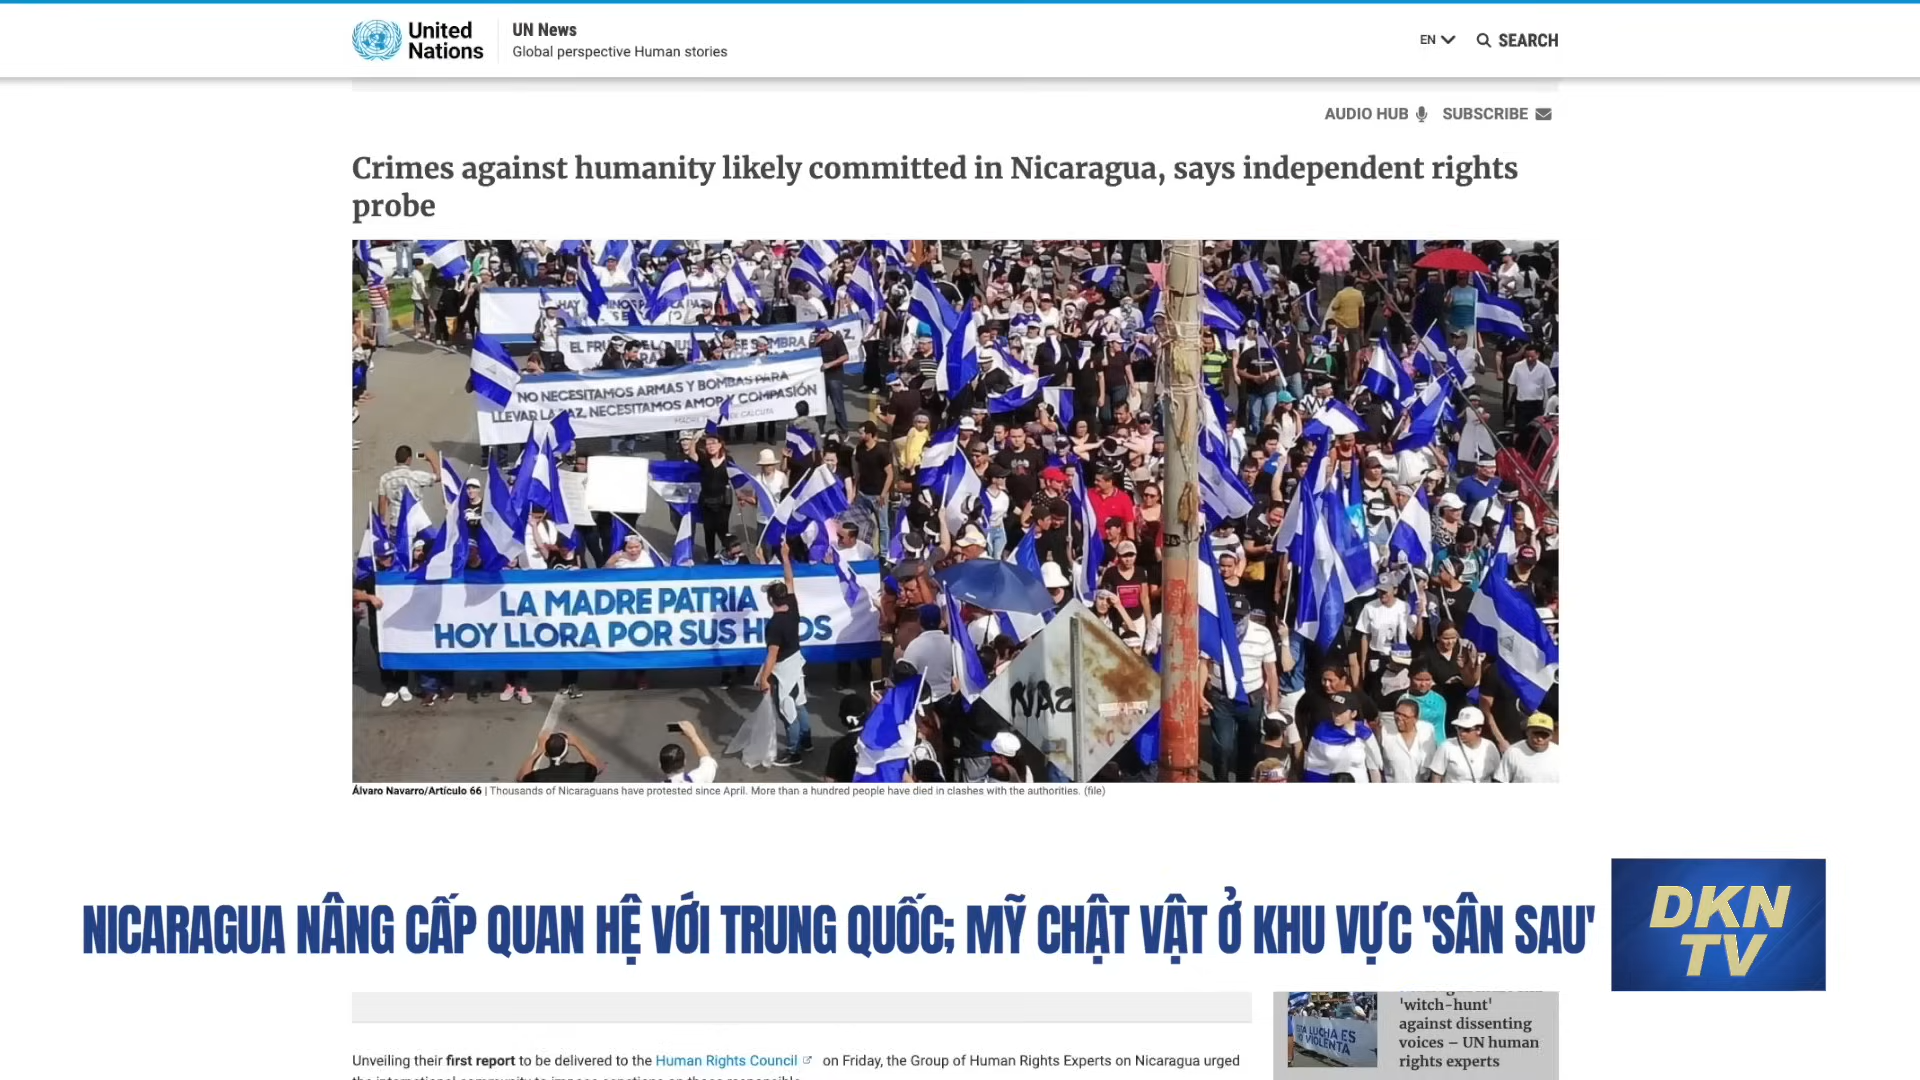 United
Nations
UN News
Global perspective Human stories
EN
SEARCH
AUDIO HUB
SUBSCRIBE
Crimes against humanity likely committed in Nicaragua, says independent rights
probe
NO NECESITAMOS ARMAS Y BOMBAS PARA
LLEVAR LA PAZ, NECESITAMOS AMOR Y COMPASIÓN
LA MADRE PATRIA
HOY LLORA POR SUS
Álvaro Navarro/Artículo 66 | Thousands of Nicaraguans have protested since April. More than a hundred people have died in clashes with the authorities. (file)
NICARAGUA NÂNG CẤP QUAN HỆ VỚI TRUNG QUỐC; MỸ CHẬT VẬT Ở KHU VỰC 'SÂN SAU'
DKN
TV
'witch-hunt'
against dissenting
voices – UN human
rights experts
LUCHA ES
VIOLENTA
Unveiling their first report to be delivered to the Human Rights Council on Friday, the Group of Human Rights Experts on Nicaragua urged